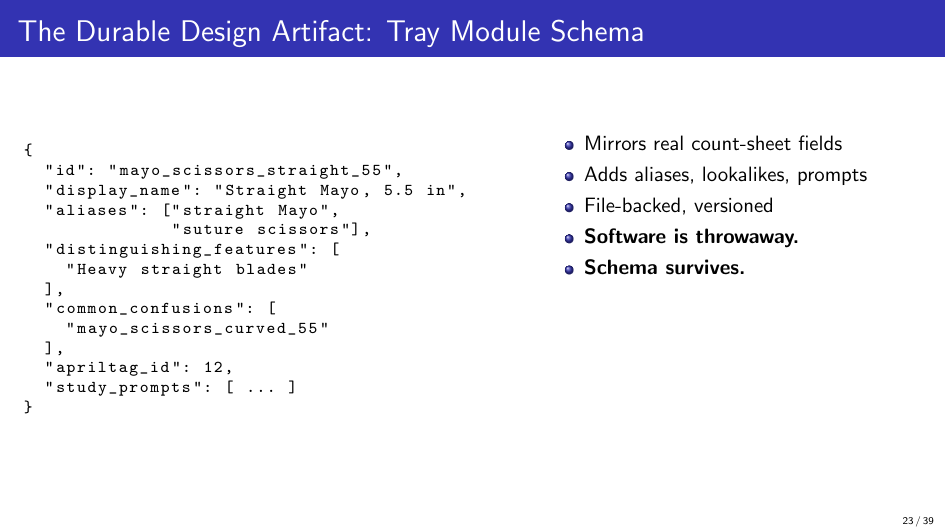 The Durable Design Artifact: Tray Module Schema
{
"id": "mayo_scissors_straight_55",
"display_name": "Straight Mayo, 5.5 in",
"aliases": ["straight Mayo",
"suture scissors"],
"distinguishing_features": [
"Heavy straight blades"
],
"common_confusions": [
"mayo_scissors_curved_55"
],
"apriltag_id": 12,
"study_prompts": [ ... ]
}
Mirrors real count-sheet fields
Adds aliases, lookalikes, prompts
File-backed, versioned
Software is throwaway.
Schema survives.
23 / 39